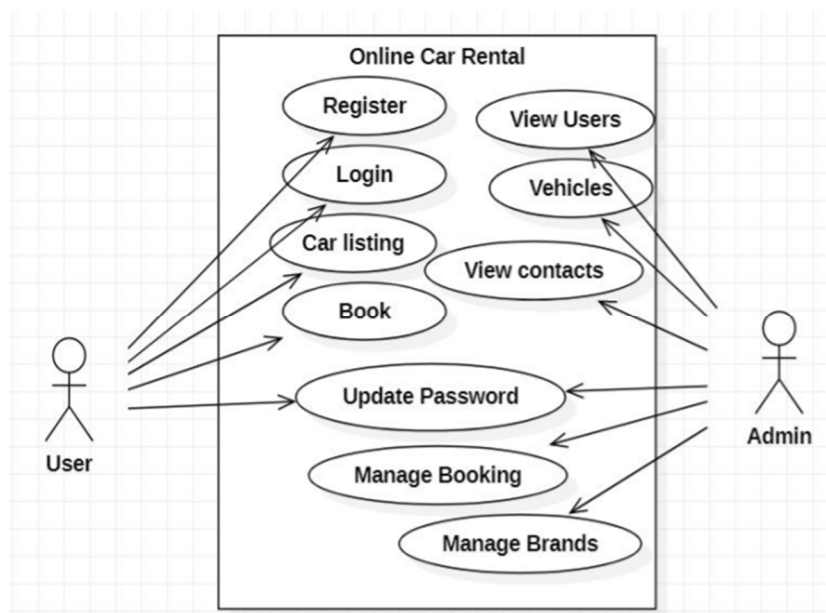 Online Car Rental
Register
View Users
Login
Vehicles
Car listing
View contacts
Book
Update Password
User
Admin
Manage Booking
Manage Brands